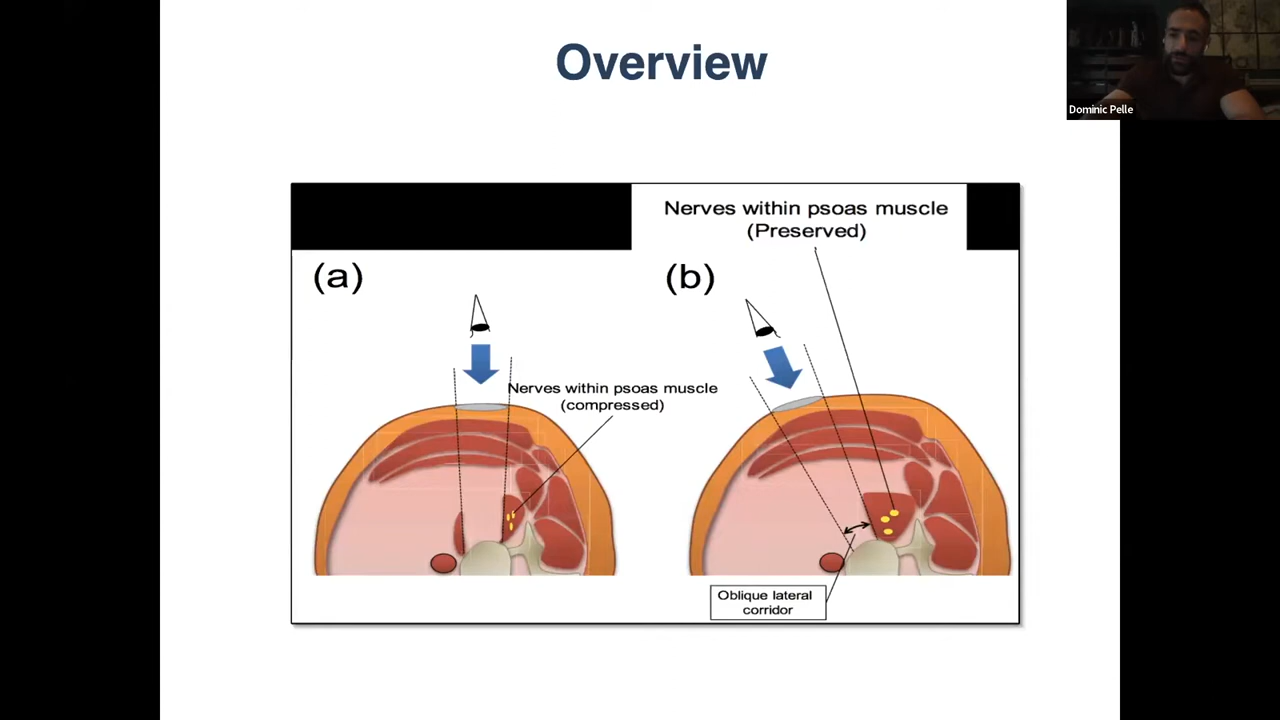 Overview
Dominic Pelle
Nerves within psoas muscle
(Preserved)
(a)
(b)
Nerves within psoas muscle
(compressed)
Oblique lateral
corridor